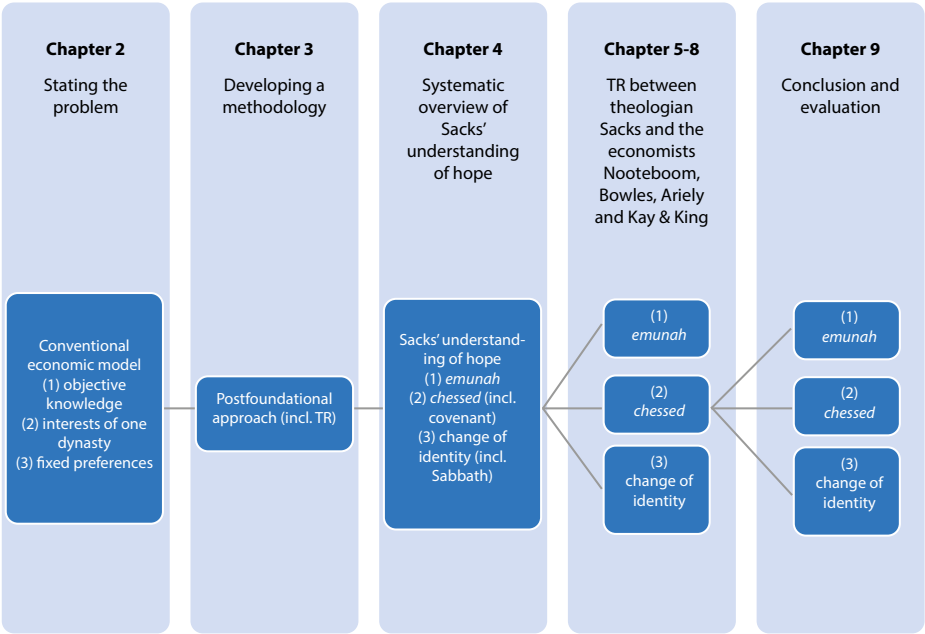 Chapter 2
Stating the
problem
Conventional
economic model
(1) objective
knowledge
(2) interests of one
dynasty
(3) fixed preferences
Chapter 3
Developing a
methodology
Postfoundational
approach (incl. TR)
Chapter 4
Systematic
overview of
Sacks’
understanding
of hope
Sacks’ understand-
ing of hope
(1) emunah
(2) chessed (incl.
covenant)
(3) change of
identity (incl.
Sabbath)
Chapter 5-8
TR between
theologian
Sacks and the
economists
Nooteboom,
Bowles, Ariely
and Kay & King
(1)
emunah
(2)
chessed
(3)
change of
identity
Chapter 9
Conclusion and
evaluation
(1)
emunah
(2)
chessed
(3)
change of
identity